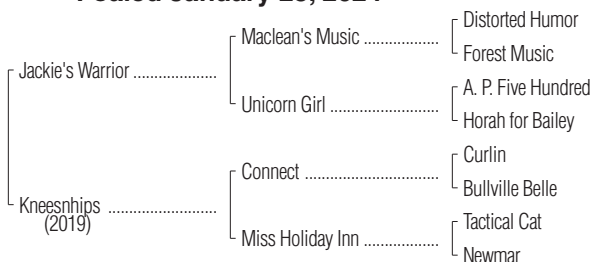 Foaled January 2024
Distorted Humor
Maclean's Music ....................
Forest Music
Jackie's Warrior ....................
A. P. Five Hundred
Unicorn Girl ............................
Horah for Bailey
Curlin
Connect ..................................
Bullville Belle
Kneesnhips ...........................
(2019)
Tactical Cat
Miss Holiday Inn ...................
Newmar